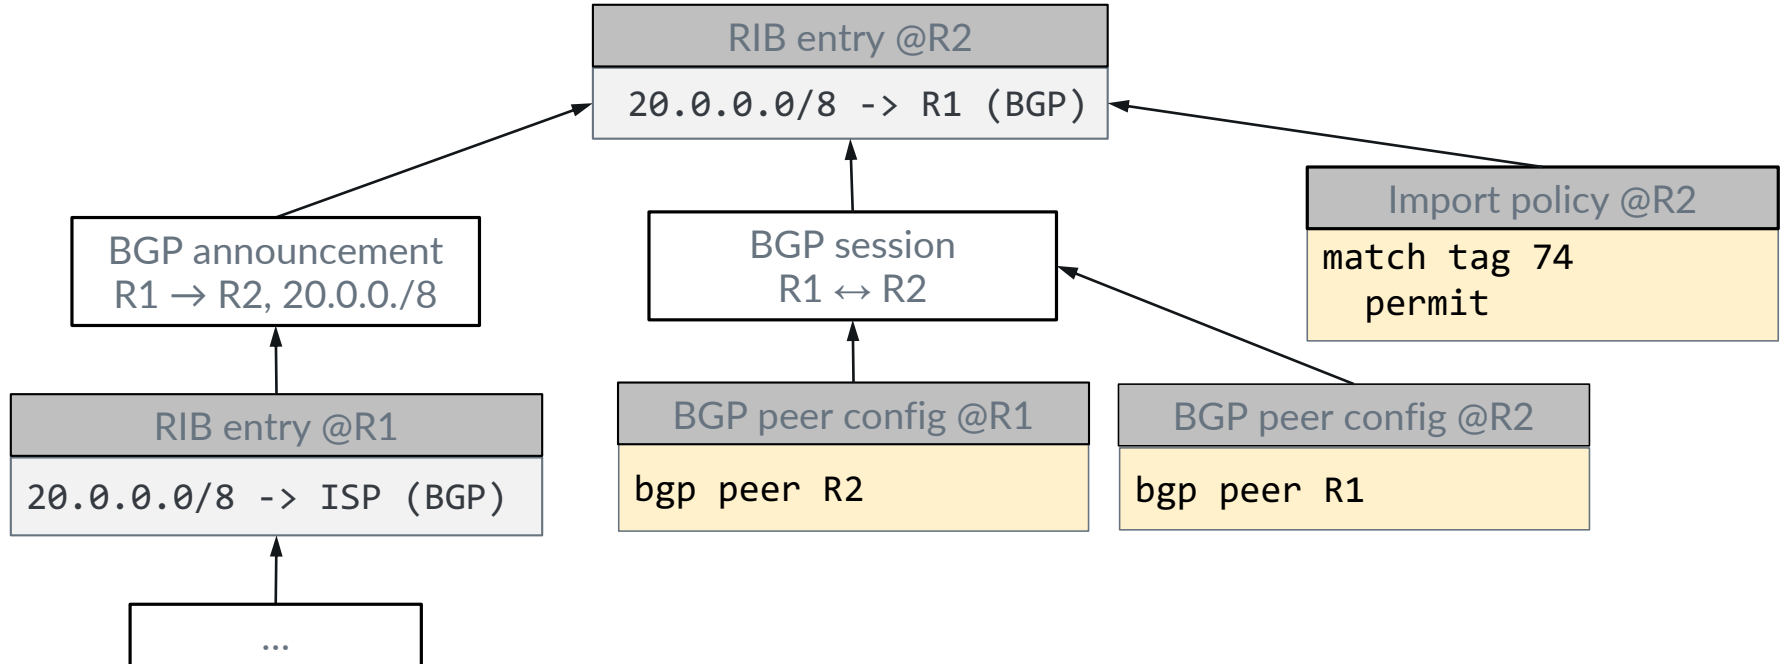 RIB entry @R2
20.0.0.0/8 -> R1 (BGP)
BGP announcement
R1 → R2, 20.0.0./8
BGP session
R1 ↔ R2
Import policy @R2
match tag 74
permit
RIB entry @R1
20.0.0.0/8 -> ISP (BGP)
BGP peer config @R1
bgp peer R2
BGP peer config @R2
bgp peer R1
...